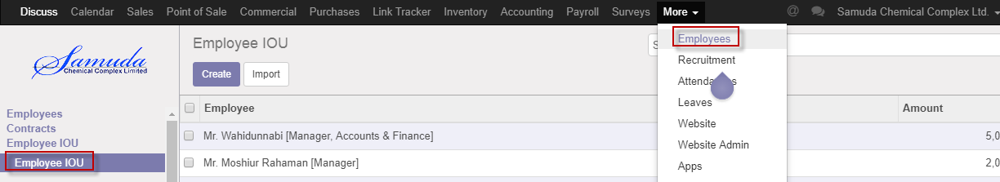 Discuss Calendar Sales Point of Sale Commercial Purchases Link Tracker Inventory Accounting Payroll Surveys More @ Samuda Chemical Complex Ltd.
Samuda
Chemical Complex Limited
Employees
Contracts
Employee IOU
Employee IOU
Employee IOU
Create Import
Employee Amount
Mr. Wahidunnabi [Manager, Accounts & Finance] 5,0
Mr. Moshiur Rahaman [Manager] 2,0
Employees
Recruitment
Leaves
Website
Website Admin
Apps